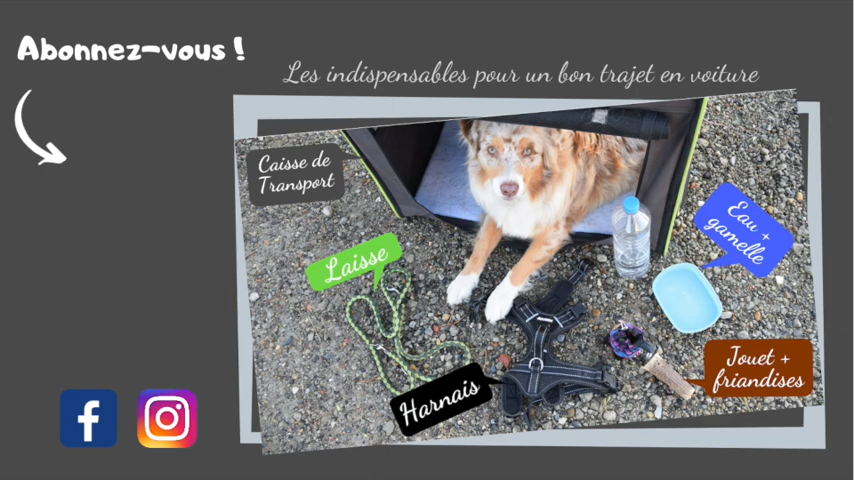 Abonnez-vous !
Les indispensables pour un bon trajet en voiture
Caisse de
Transport
Laisse
Eau +
gamelle
Harnais
Jouet +
friandises